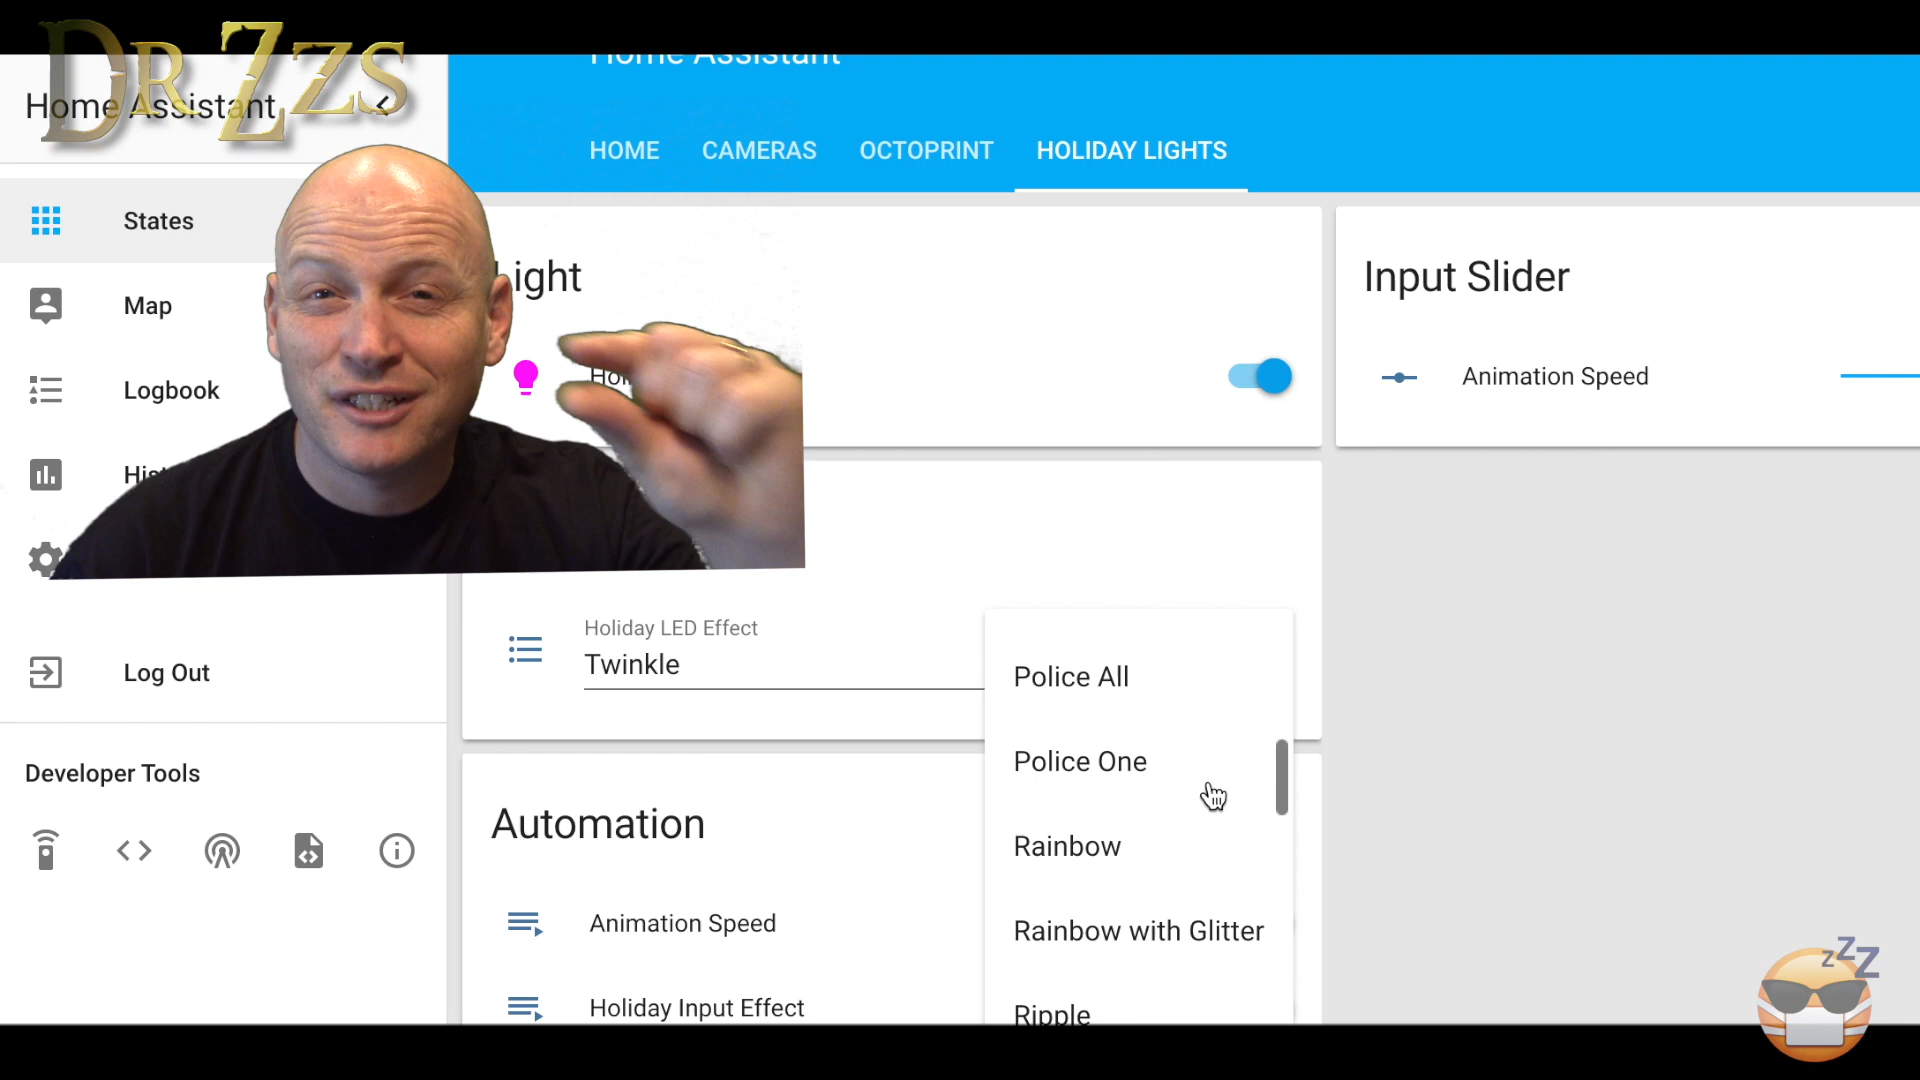 DR ZZS
Home Assistant
Home Assistant
HOME
CAMERAS
OCTOPRINT
HOLIDAY LIGHTS
States
Map
Logbook
Log Out
Developer Tools
Light
Input Slider
Animation Speed
Holiday LED Effect
Twinkle
Police All
Police One
Rainbow
Rainbow with Glitter
Ripple
Automation
Animation Speed
Holiday Input Effect
zzZ